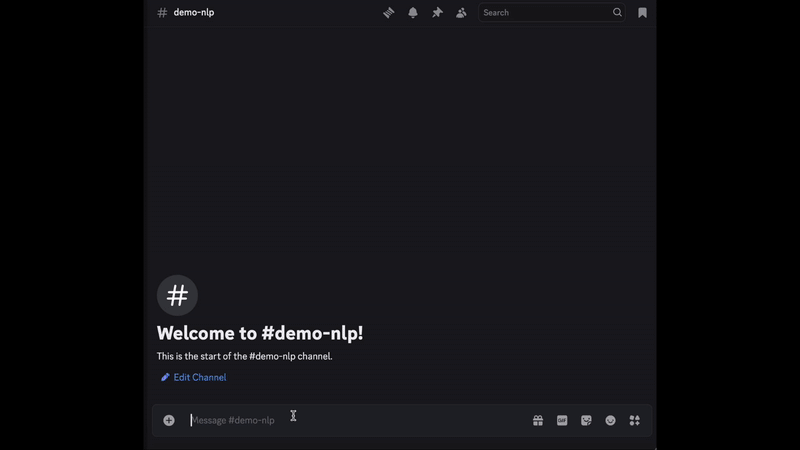 # demo-nlp
Search
#
Welcome to #demo-nlp!
This is the start of the #demo-nlp channel.
Edit Channel
Message #demo-nlp
GIF